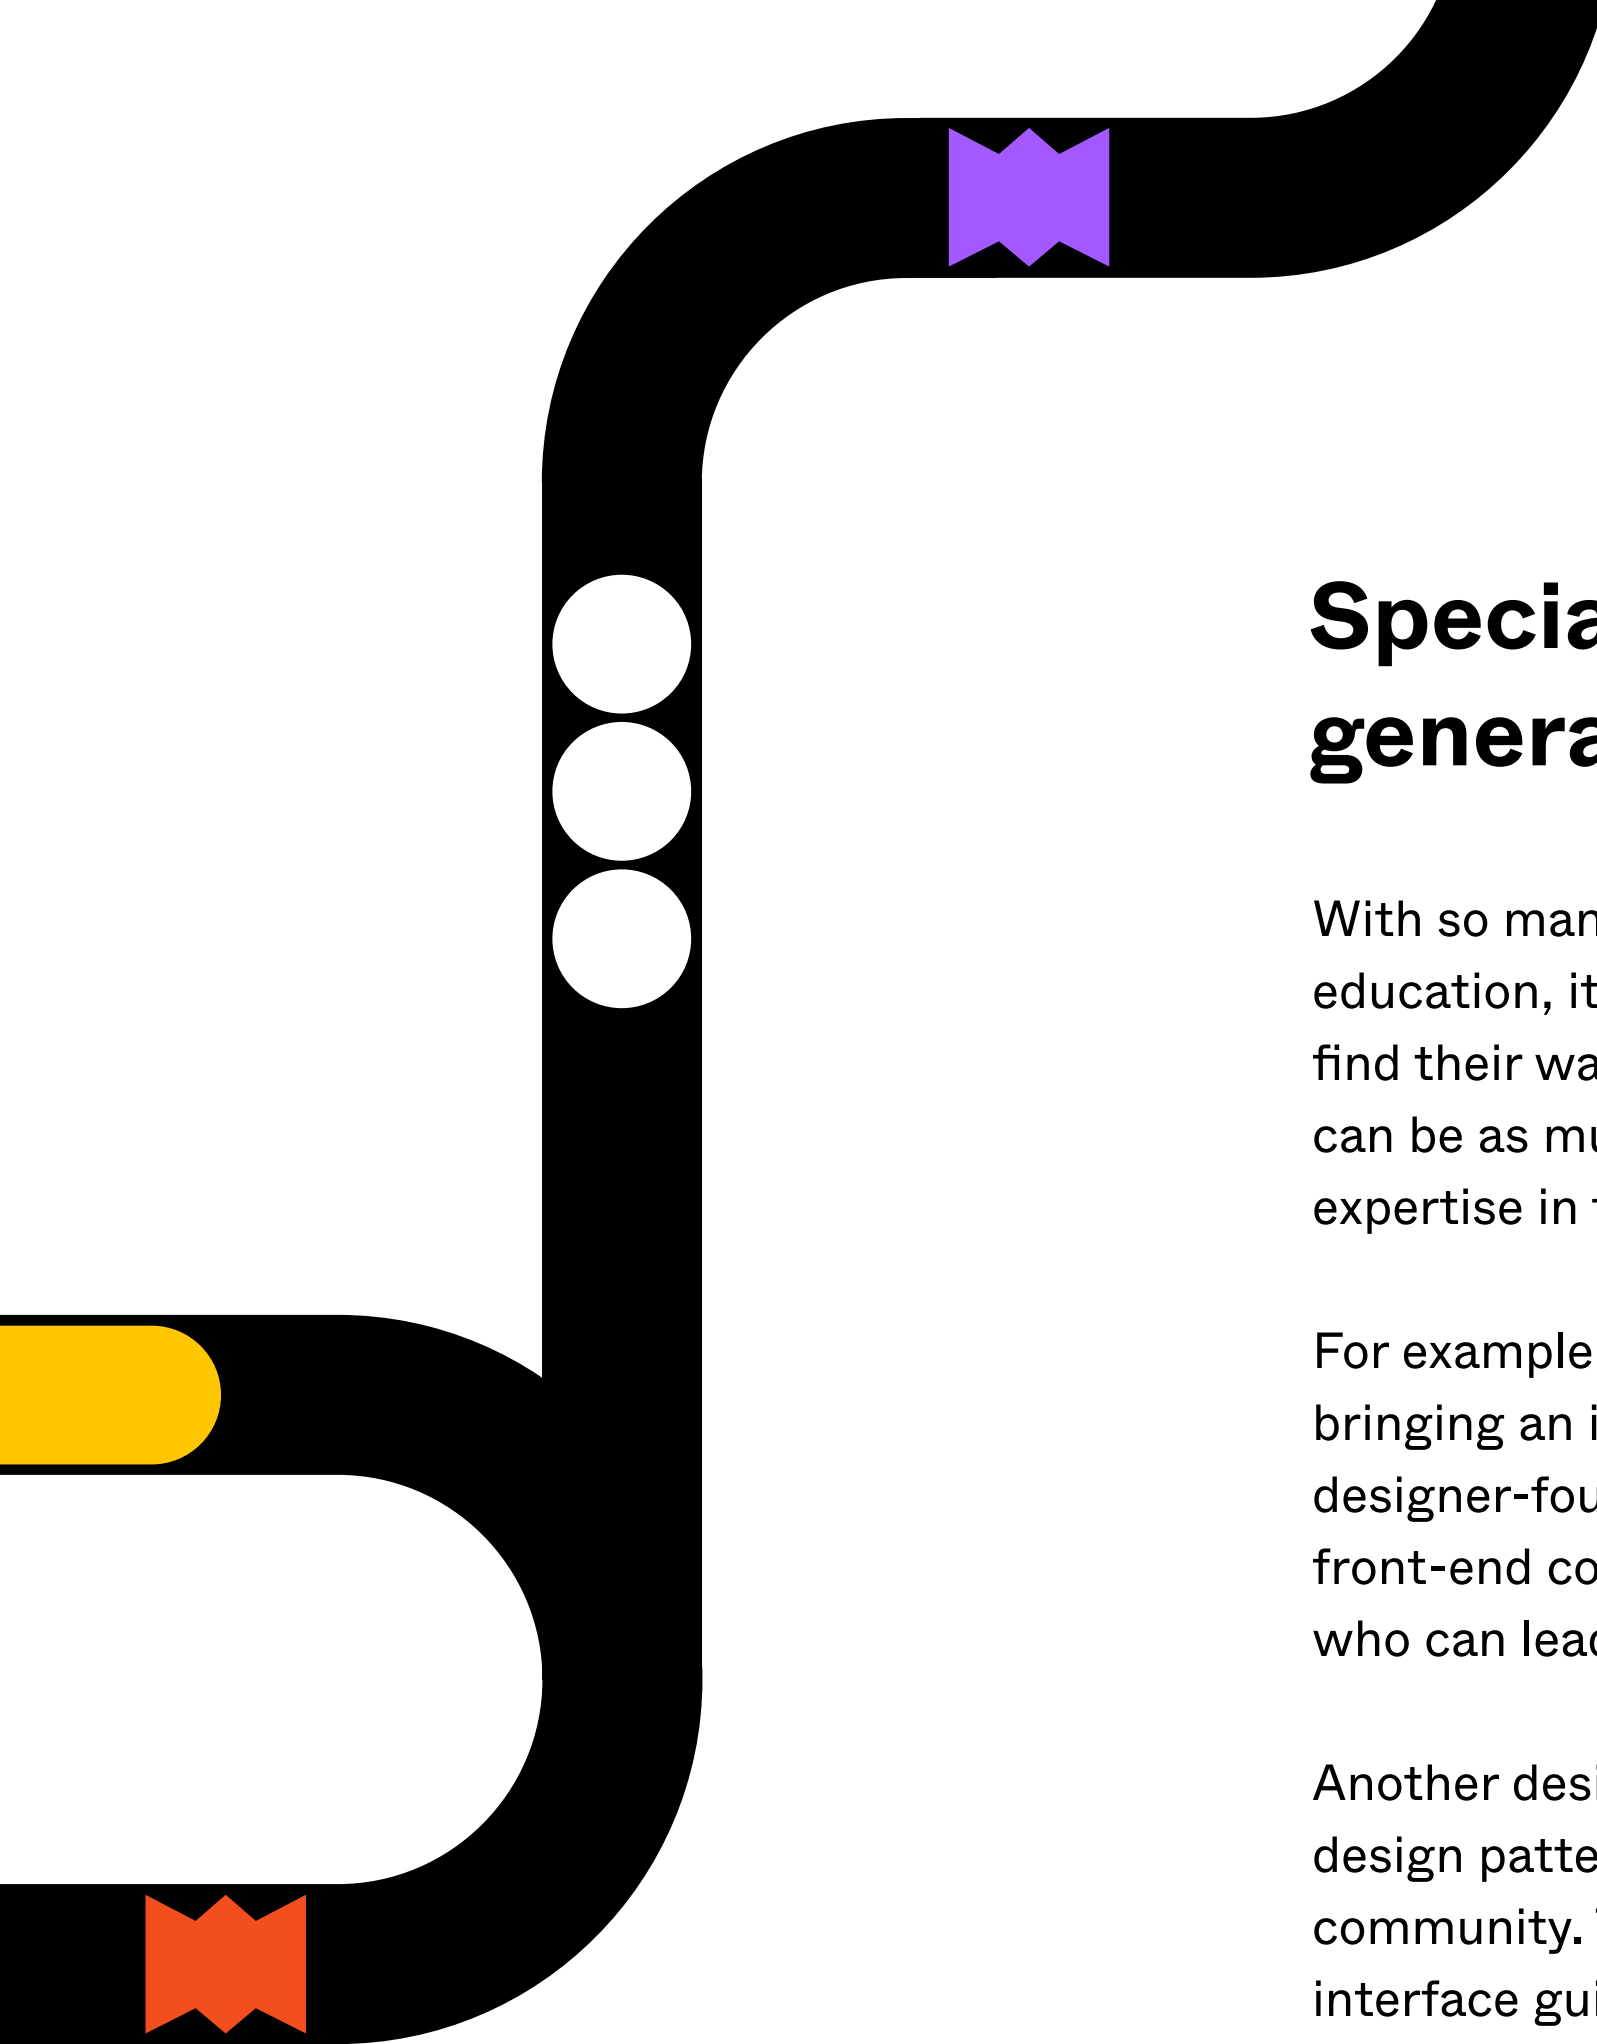 Specia
genera
With so man
education, it
find their wa
can be as mu
expertise in
For example
bringing an i
designer-fou
front-end co
who can lead
Another desi
design patte
community.
interface gui